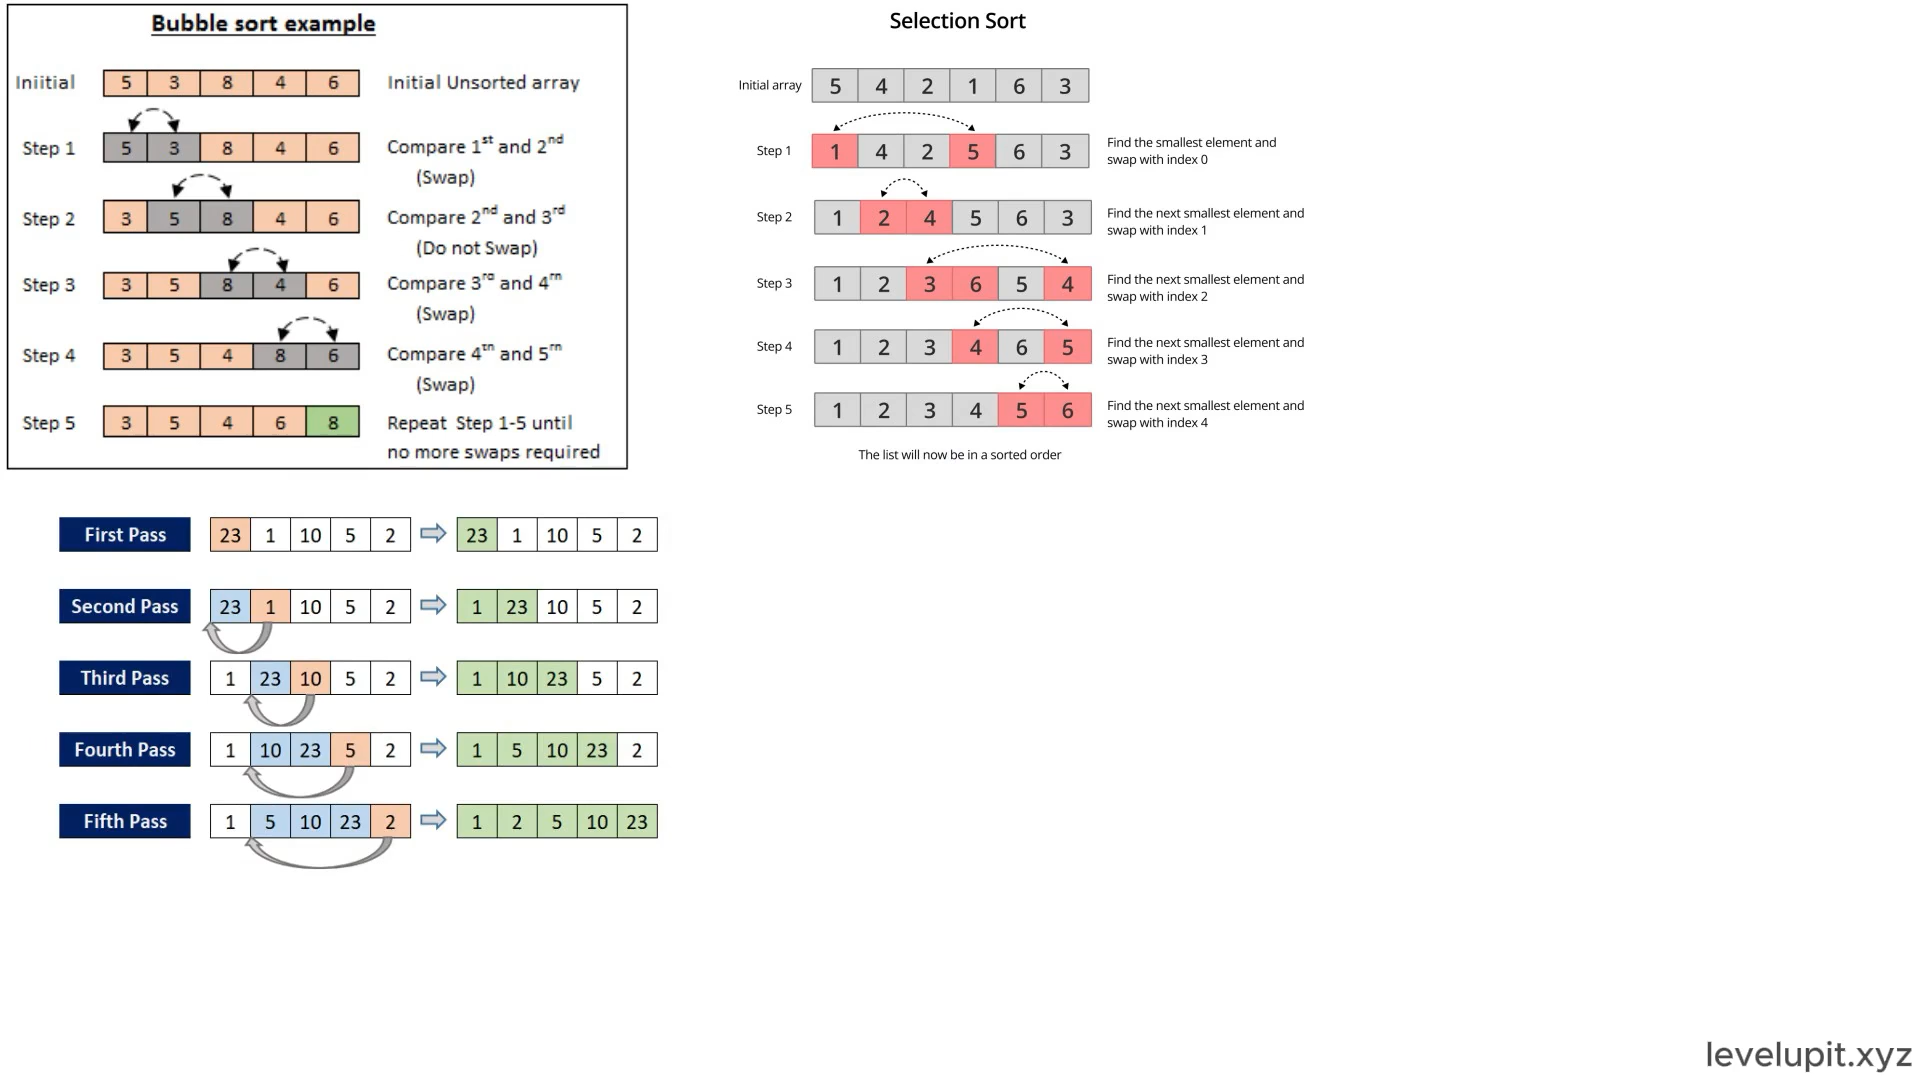 Bubble sort example
Iniitial 5 3 8 4 6 Initial Unsorted array
Step 1 5 3 8 4 6 Compare 1st and 2nd
(Swap)
Step 2 3 5 8 4 6 Compare 2nd and 3rd
(Do not Swap)
Step 3 3 5 8 4 6 Compare 3rd and 4th
(Swap)
Step 4 3 5 4 8 6 Compare 4th and 5th
(Swap)
Step 5 3 5 4 6 8 Repeat Step 1-5 until
no more swaps required
Selection Sort
Initial array 5 4 2 1 6 3
Step 1 1 4 2 5 6 3 Find the smallest element and
swap with index 0
Step 2 1 2 4 5 6 3 Find the next smallest element and
swap with index 1
Step 3 1 2 3 6 5 4 Find the next smallest element and
swap with index 2
Step 4 1 2 3 4 6 5 Find the next smallest element and
swap with index 3
Step 5 1 2 3 4 5 6 Find the next smallest element and
swap with index 4
The list will now be in a sorted order
First Pass 23 1 10 5 2 23 1 10 5 2
Second Pass 23 1 10 5 2 1 23 10 5 2
Third Pass 1 23 10 5 2 1 10 23 5 2
Fourth Pass 1 10 23 5 2 1 5 10 23 2
Fifth Pass 1 5 10 23 2 1 2 5 10 23
levelupit.xyz